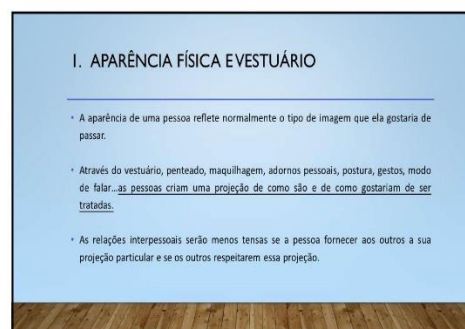 1. APARÊNCIA FÍSICA E VESTUÁRIO
• A aparência de uma pessoa reflete normalmente o tipo de imagem que ela gostaria de
passar.
• Através do vestuário, penteado, maquilhagem, adornos pessoais, postura, gestos, modo
de falar...as pessoas criam uma projeção de como são e de como gostariam de ser
tratadas.
• As relações interpessoais serão menos tensas se a pessoa fornecer aos outros a sua
projeção particular e se os outros respeitarem essa projeção.